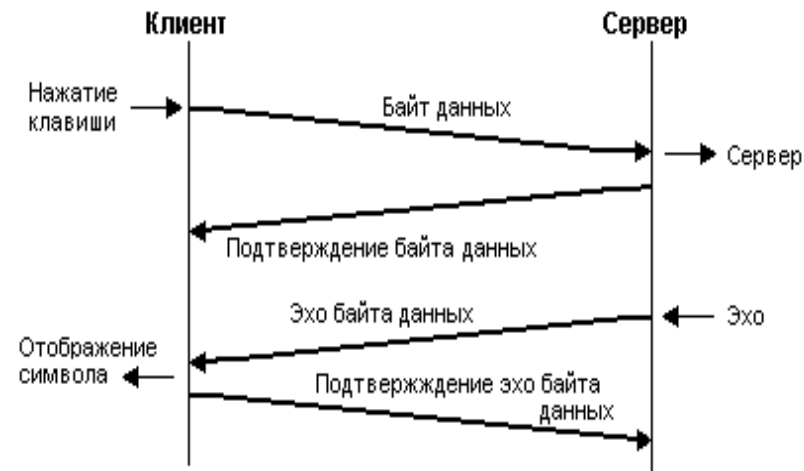 Клиент
Сервер
Нажатие
клавиши
Байт данных
Сервер
Подтверждение байта данных
Эхо байта данных
Эхо
Отображение
символа
Подтвержждение эхо байта
данных